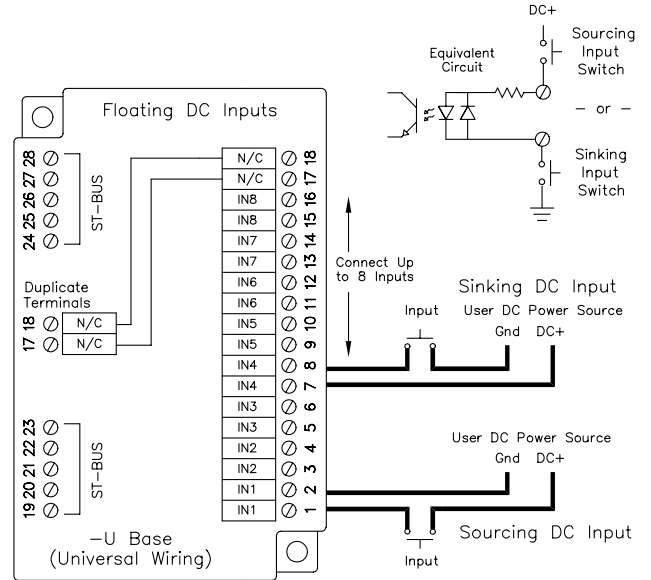 DC+
Sourcing
Input
Switch
Equivalent
Circuit
– or –
Sinking
Input
Switch
Floating DC Inputs
28
27
26
25
24
ST-BUS
N/C 18
N/C 17
IN8 16
IN8 15
IN7 14
IN7 13
IN6 12
IN6 11
IN5 10
IN5 9
IN4 8
IN4 7
IN3 6
IN3 5
IN2 4
IN2 3
IN1 2
IN1 1
Connect Up
to 8 Inputs
Duplicate
Terminals
18 N/C
17 N/C
23
22
21
20
19
ST-BUS
-U Base
(Universal Wiring)
Sinking DC Input
Input
User DC Power Source
Gnd DC+
User DC Power Source
Gnd DC+
Sourcing DC Input
Input